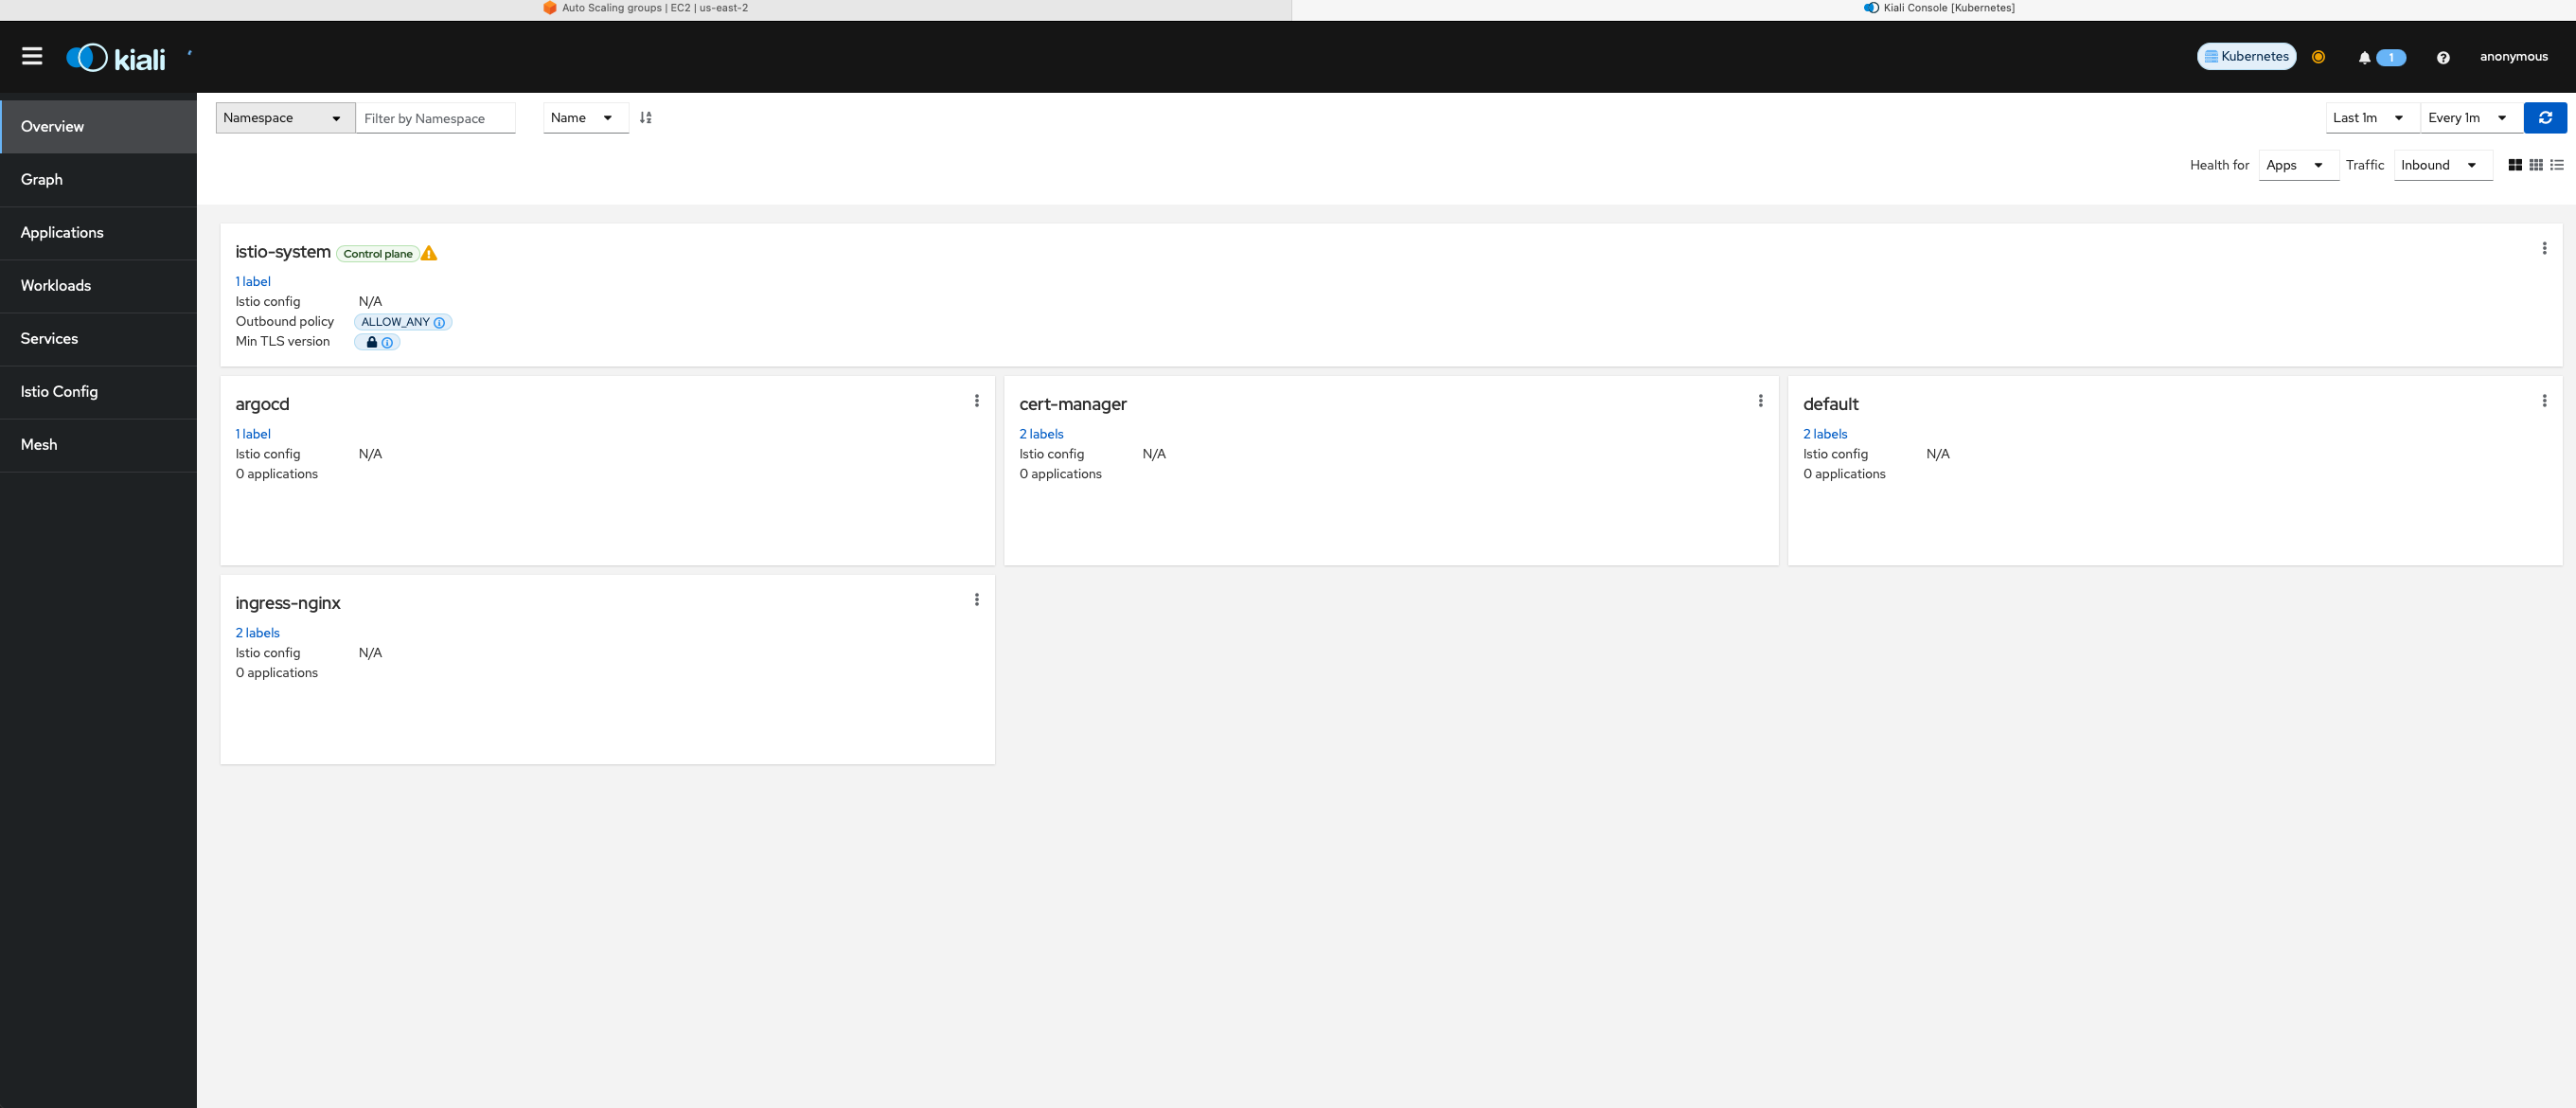 Auto Scaling groups | EC2 | us-east-2
Kiali Console [Kubernetes]
kiali
Kubernetes
1
anonymous
Overview
Graph
Applications
Workloads
Services
Istio Config
Mesh
Namespace
Filter by Namespace
Name
Last 1m
Every 1m
Health for
Apps
Traffic
Inbound
istio-system
Control plane
1 label
Istio config N/A
Outbound policy ALLOW_ANY
Min TLS version
argocd
1 label
Istio config N/A
0 applications
cert-manager
2 labels
Istio config N/A
0 applications
default
2 labels
Istio config N/A
0 applications
ingress-nginx
2 labels
Istio config N/A
0 applications